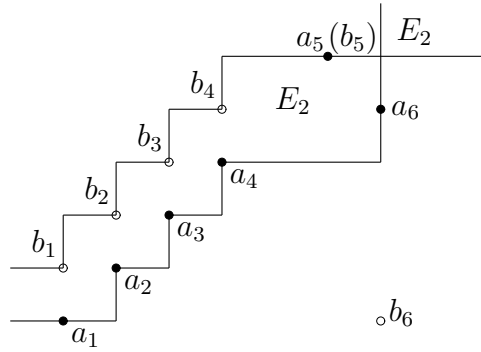 a₅(b₅) E₂
b₄ E₂
a₆
b₃
a₄
b₂
a₃
b₁
a₂
a₁ b₆